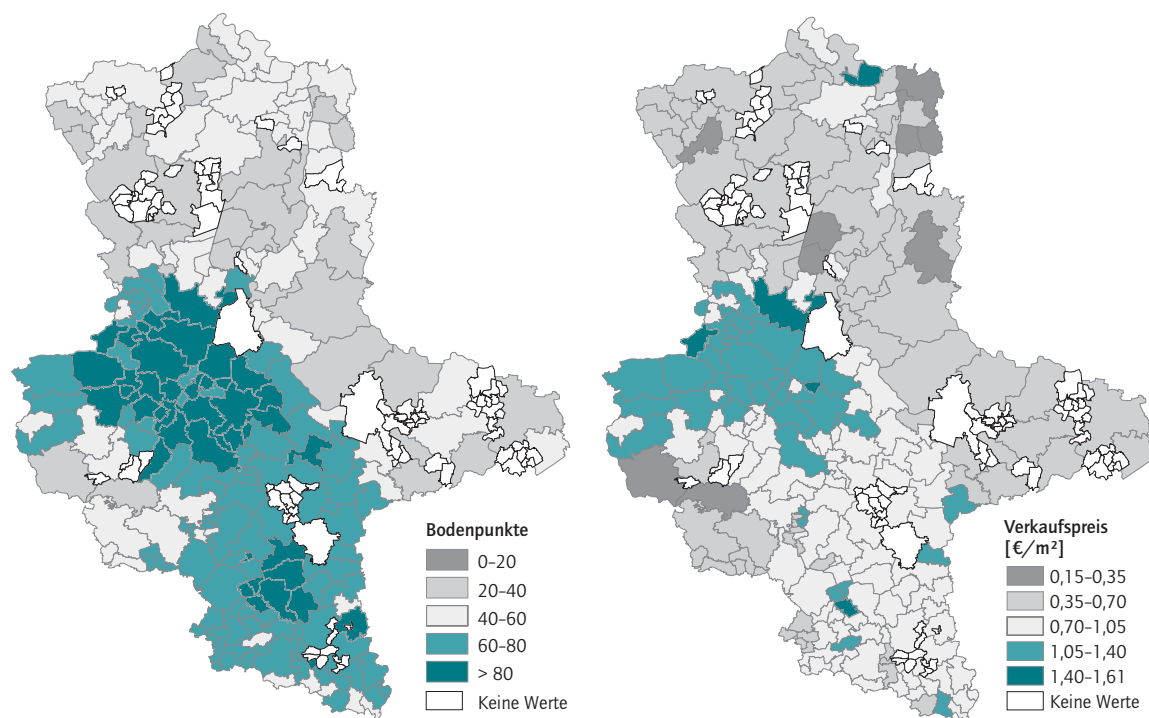 Bodenpunkte
0–20
20–40
40–60
60–80
> 80
Keine Werte
Verkaufspreis
[€/m²]
0,15–0,35
0,35–0,70
0,70–1,05
1,05–1,40
1,40–1,61
Keine Werte